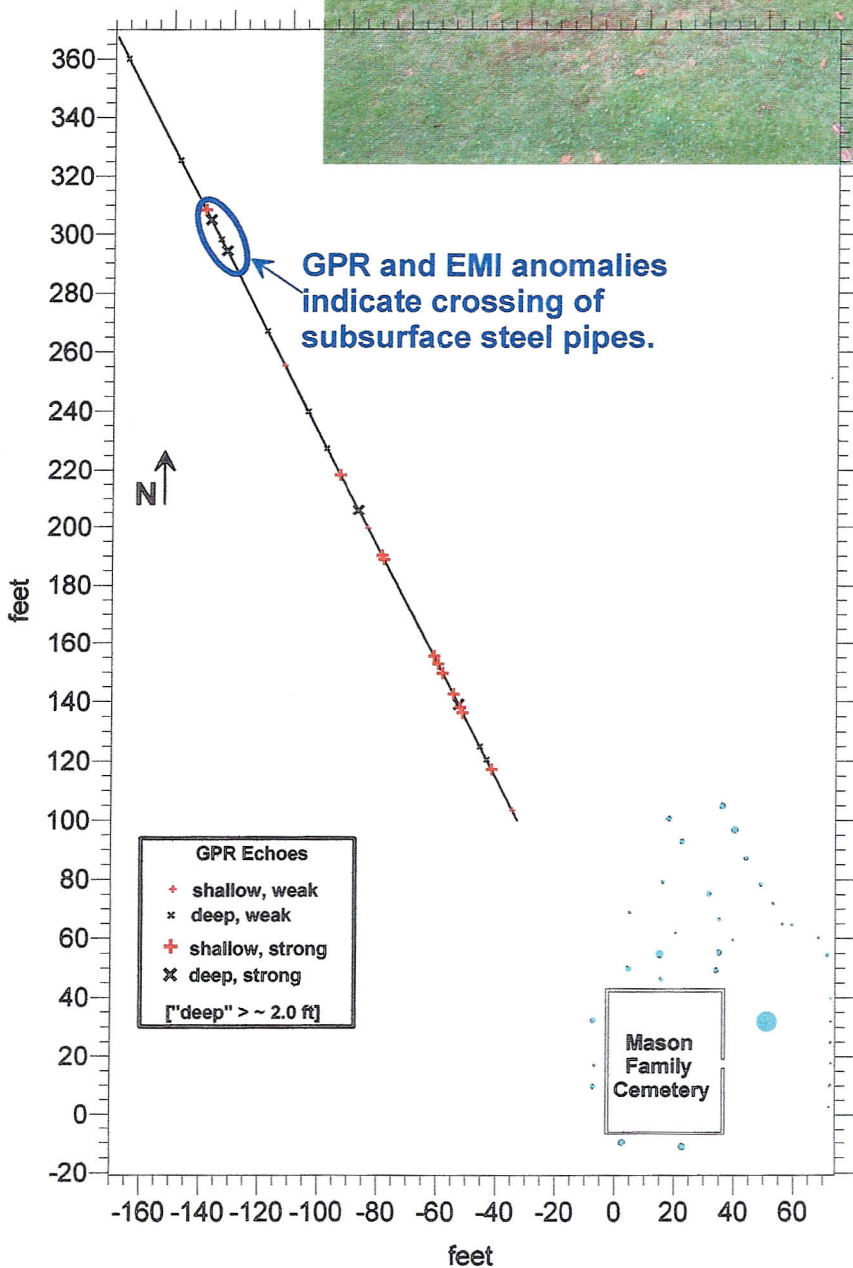 360
340
320
300
280
260
240
220
200
180
160
140
120
100
80
60
40
20
0
-20
feet
GPR and EMI anomalies
indicate crossing of
subsurface steel pipes.
N
GPR Echoes
shallow, weak
deep, weak
shallow, strong
deep, strong
["deep" > ~ 2.0 ft]
Mason
Family
Cemetery
-160 -140 -120 -100 -80 -60 -40 -20 0 20 40 60
feet